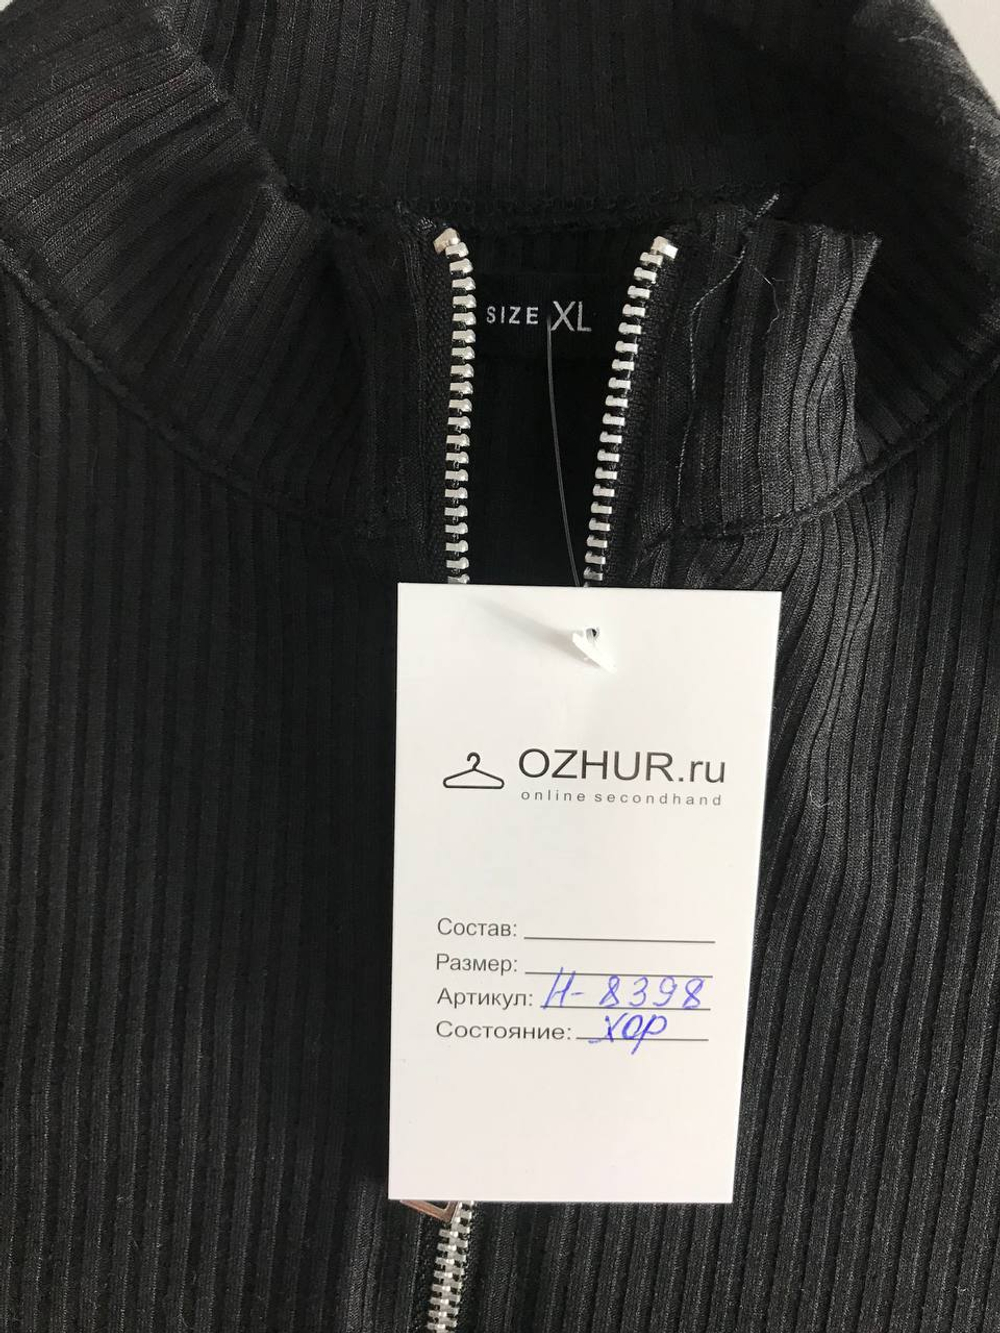 SIZE XL
OZHUR.ru
online secondhand
Состав:
Размер:
Артикул: Н-8398
Состояние: хор